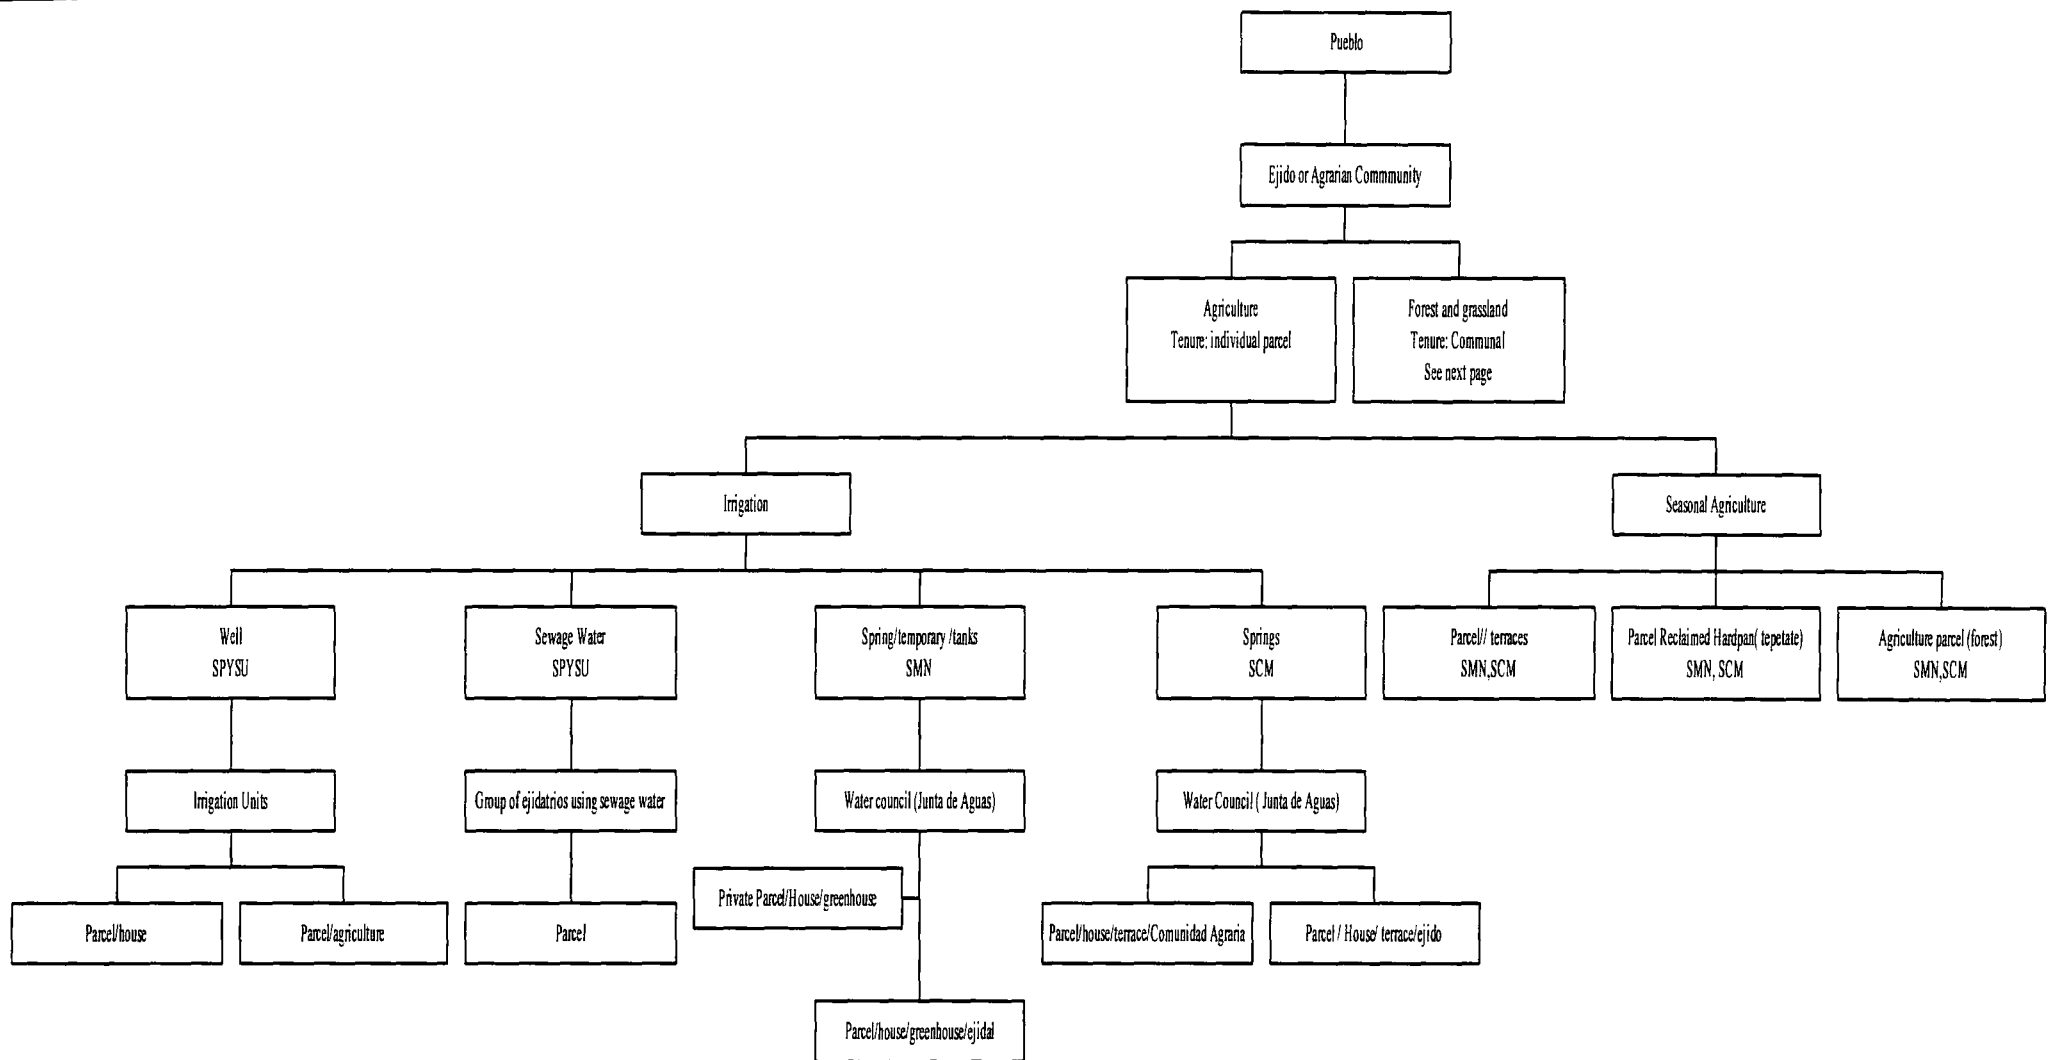 Pueblo
Ejido or Agrarian Commmunity
Agriculture
Tenure: individual parcel
Forest and grassland
Tenure: Communal
See next page
Irrigation
Seasonal Agriculture
Well
SPYSU
Sewage Water
SPYSU
Spring/temporary /tanks
SMN
Springs
SCM
Parcel// terraces
SMN,SCM
Parcel Reclaimed Hardpan( tepetate)
SMN, SCM
Agriculture parcel (forest)
SMN,SCM
Irrigation Units
Group of ejidatrios using sewage water
Water council (Junta de Aguas)
Water Council ( Junta de Aguas)
Private Parcel/House/greenhouse
Parcel/house
Parcel/agriculture
Parcel
Parcel/house/terrace/Comunidad Agraria
Parcel / House/ terrace/ejido
Parcel/house/greenhouse/ejidal